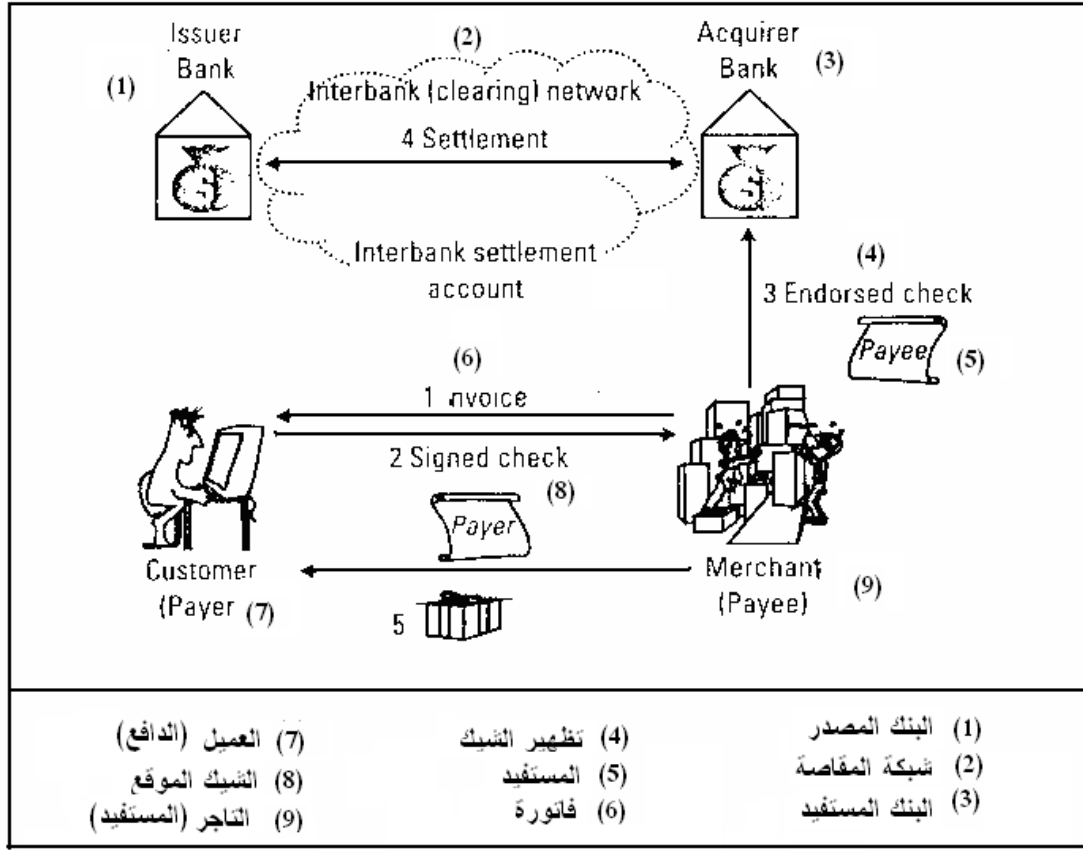 Issuer
Bank
(1)
(2)
Acquirer
Bank
(3)
Interbank (clearing) network
4 Settlement
Interbank settlement
account
(4)
3 Endorsed check
Payee
(5)
(6)
1 nvoice
2 Signed check
(8)
Payer
Customer
(Payer
(7)
Merchant
(Payee)
(9)
5
(1) البنك المصدر
(2) شبكة المقاصة
(3) البنك المستفيد
(4) تظهير الشيك
(5) المستفيد
(6) فاتورة
(7) العميل (الدافع)
(8) الشيك الموقع
(9) التاجر (المستفيد)